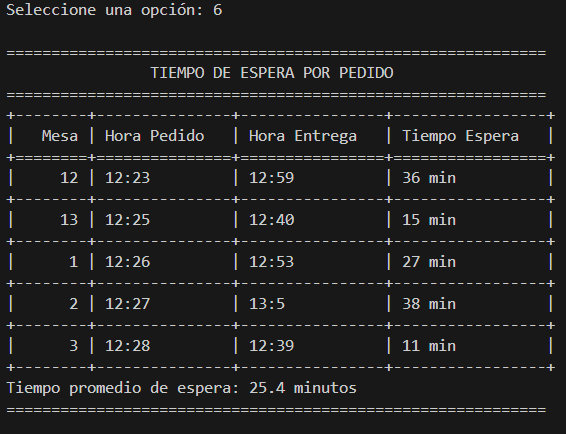 Seleccione una opción: 6
============================================================
TIEMPO DE ESPERA POR PEDIDO
============================================================
+--------+---------------+----------------+-----------------+
|   Mesa | Hora Pedido   | Hora Entrega   | Tiempo Espera   |
+========+===============+================+=================+
|     12 | 12:23         | 12:59          | 36 min          |
+--------+---------------+----------------+-----------------+
|     13 | 12:25         | 12:40          | 15 min          |
+--------+---------------+----------------+-----------------+
|      1 | 12:26         | 12:53          | 27 min          |
+--------+---------------+----------------+-----------------+
|      2 | 12:27         | 13:5           | 38 min          |
+--------+---------------+----------------+-----------------+
|      3 | 12:28         | 12:39          | 11 min          |
+--------+---------------+----------------+-----------------+
Tiempo promedio de espera: 25.4 minutos
============================================================